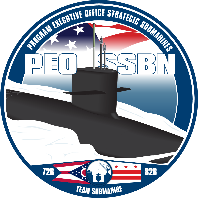 PROGRAM EXECUTIVE OFFICE STRATEGIC SUBMARINES
PEO SSBN
726 826
TEAM SUBMARINE